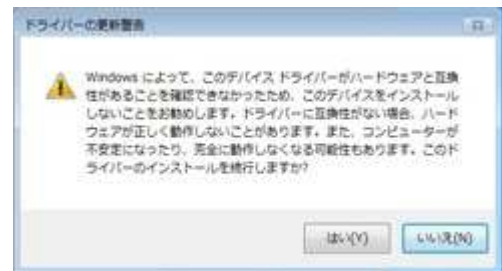 ドライバーの更新警告
Windows によって、このデバイス ドライバーがハードウェアと互換
性があることを確認できなかったため、このデバイスをインストール
しないことをお勧めします。ドライバーに互換性がない場合、ハード
ウェアが正しく動作しないことがあります。また、コンピューターが
不安定になったり、完全に動作しなくなる可能性もあります。このド
ライバーのインストールを続行しますか?
はい(Y)
いいえ(N)